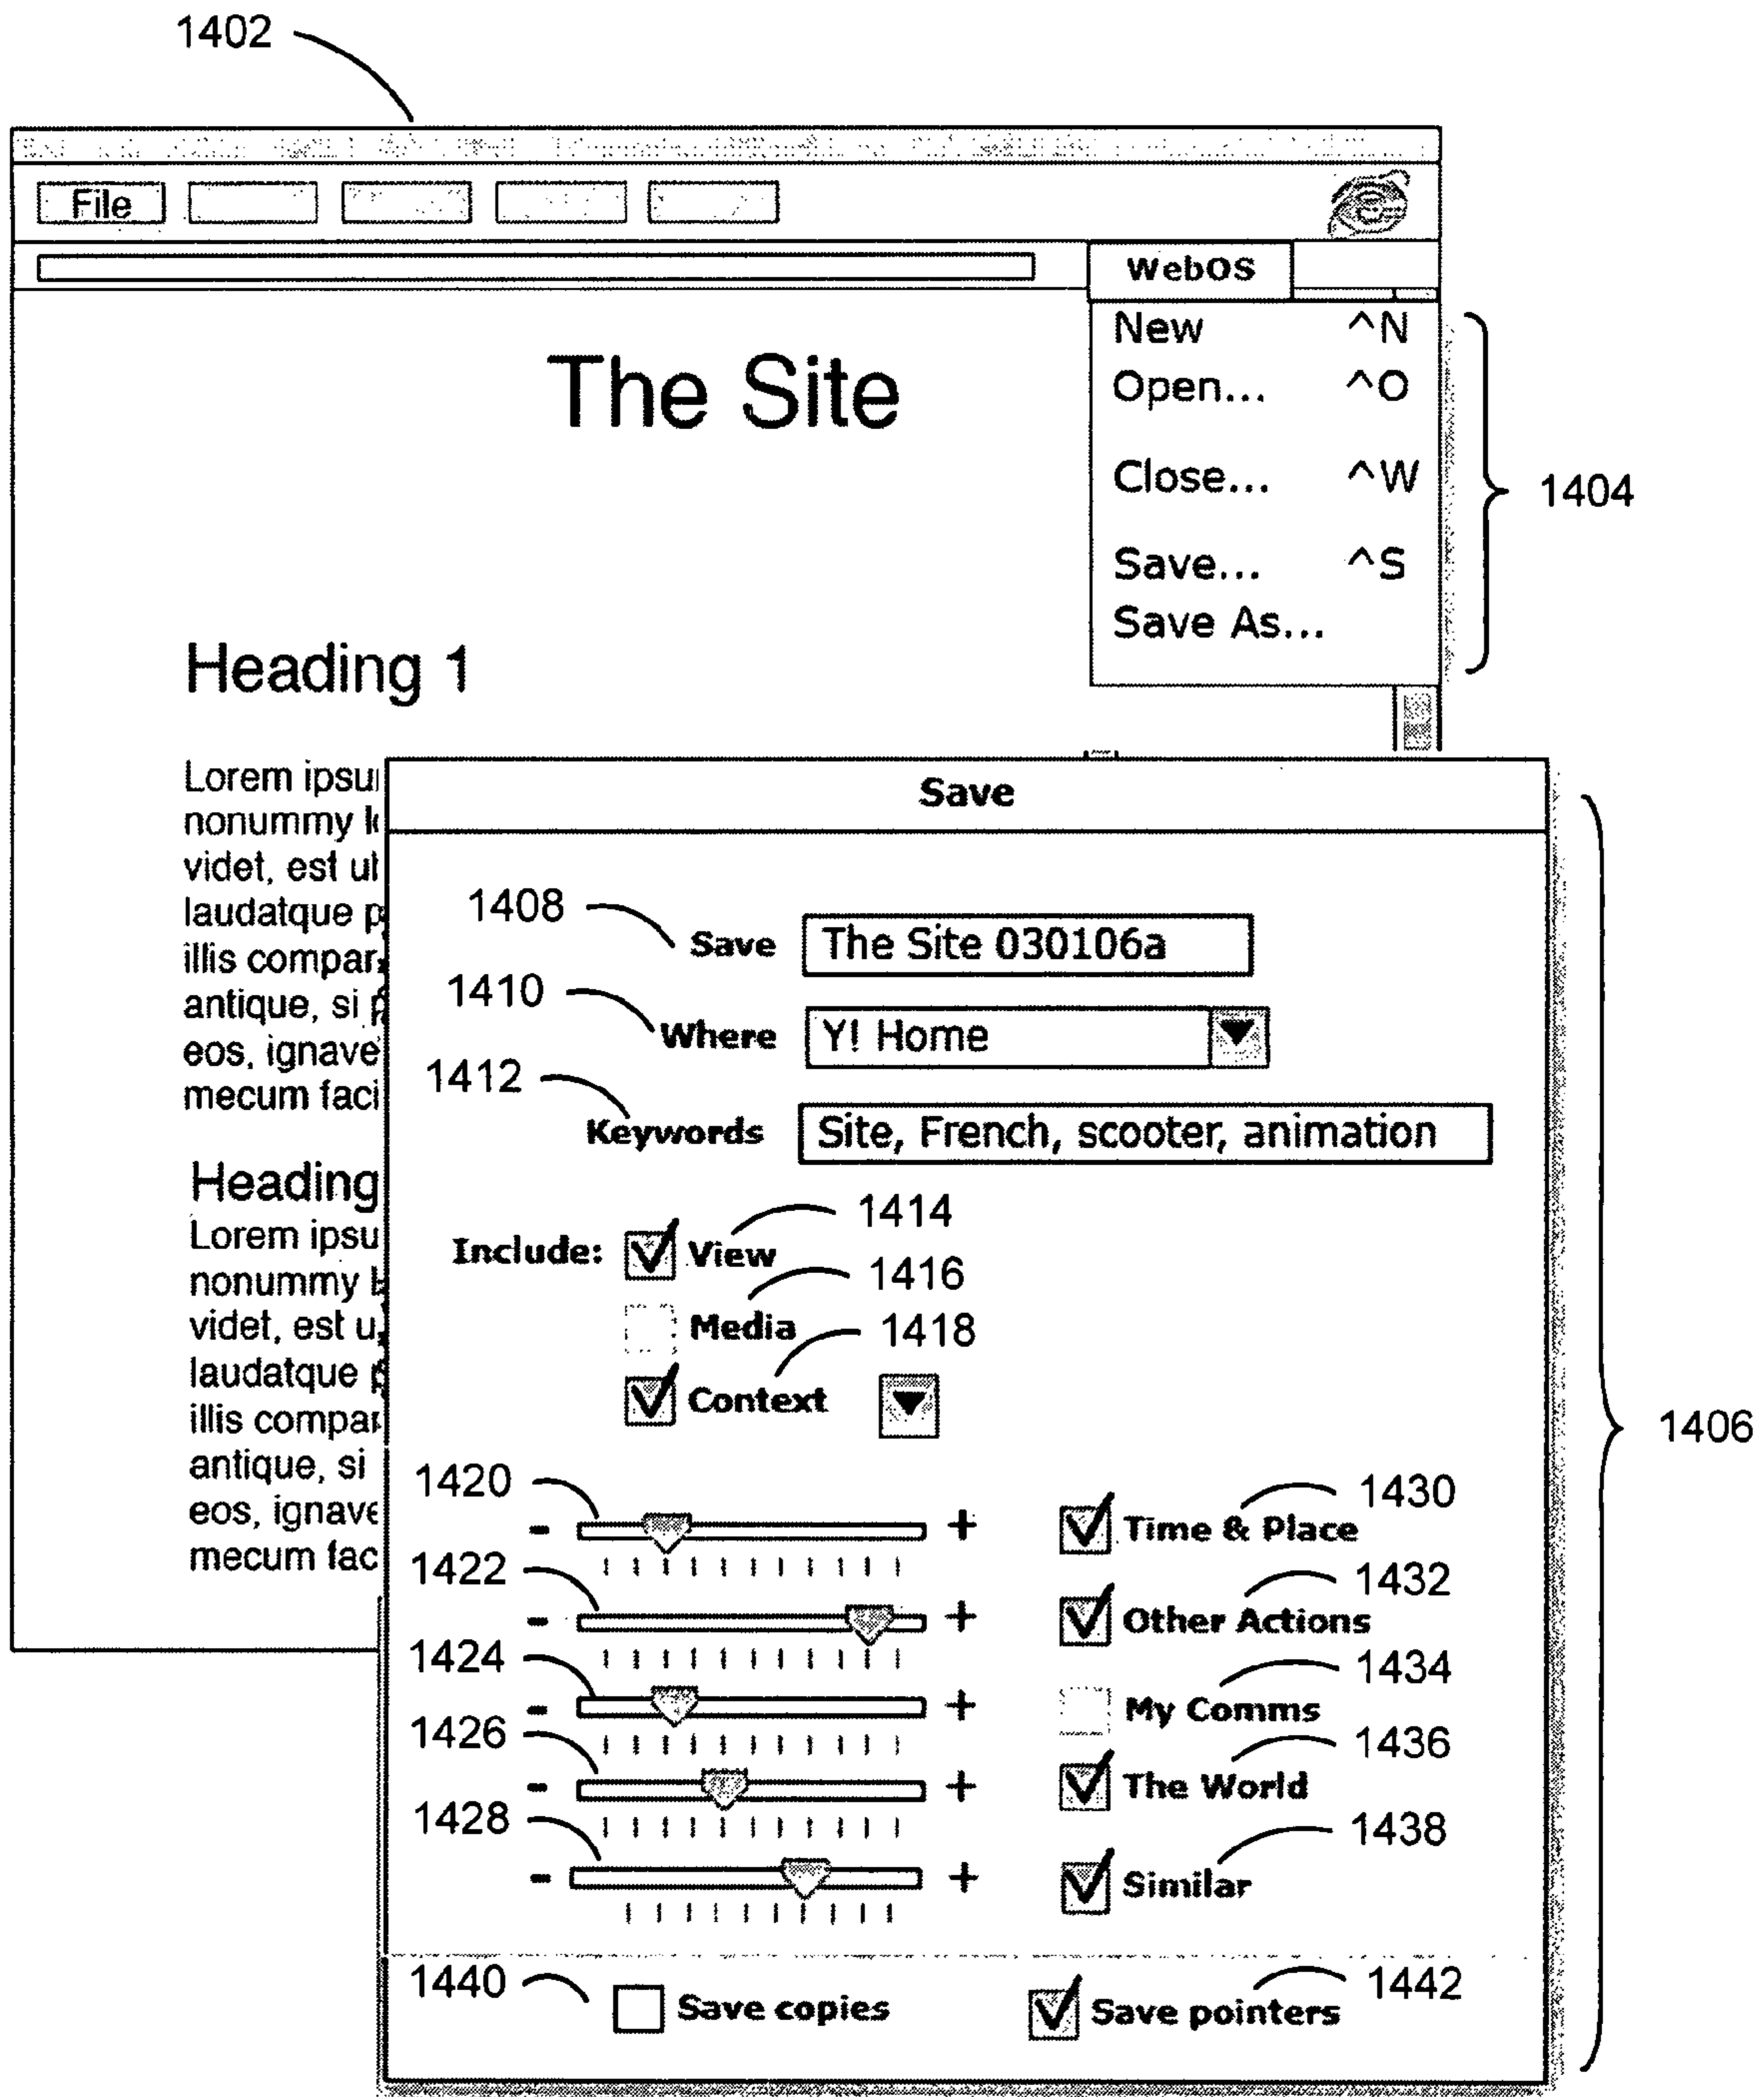 1402
File
WebOS
New ^N
Open... ^O
Close... ^W
Save... ^S
Save As...
1404
The Site
Heading 1
Lorem ipsu
nonummy
videt, est
laudatque
illis compar
antique, si
eos, ignave
mecum faci
Heading
Lorem ipsu
nonummy
videt, est
laudatque
illis compar
antique, si
eos, ignave
mecum fac
Save
1406
1408
Save The Site 030106a
1410
Where Y! Home
1412
Keywords Site, French, scooter, animation
1414
Include: View
1416
Media
1418
Context
1420
- +
1430
Time & Place
1422
- +
1432
Other Actions
1424
- +
1434
My Comms
1426
- +
1436
The World
1428
- +
1438
Similar
1440
Save copies
1442
Save pointers